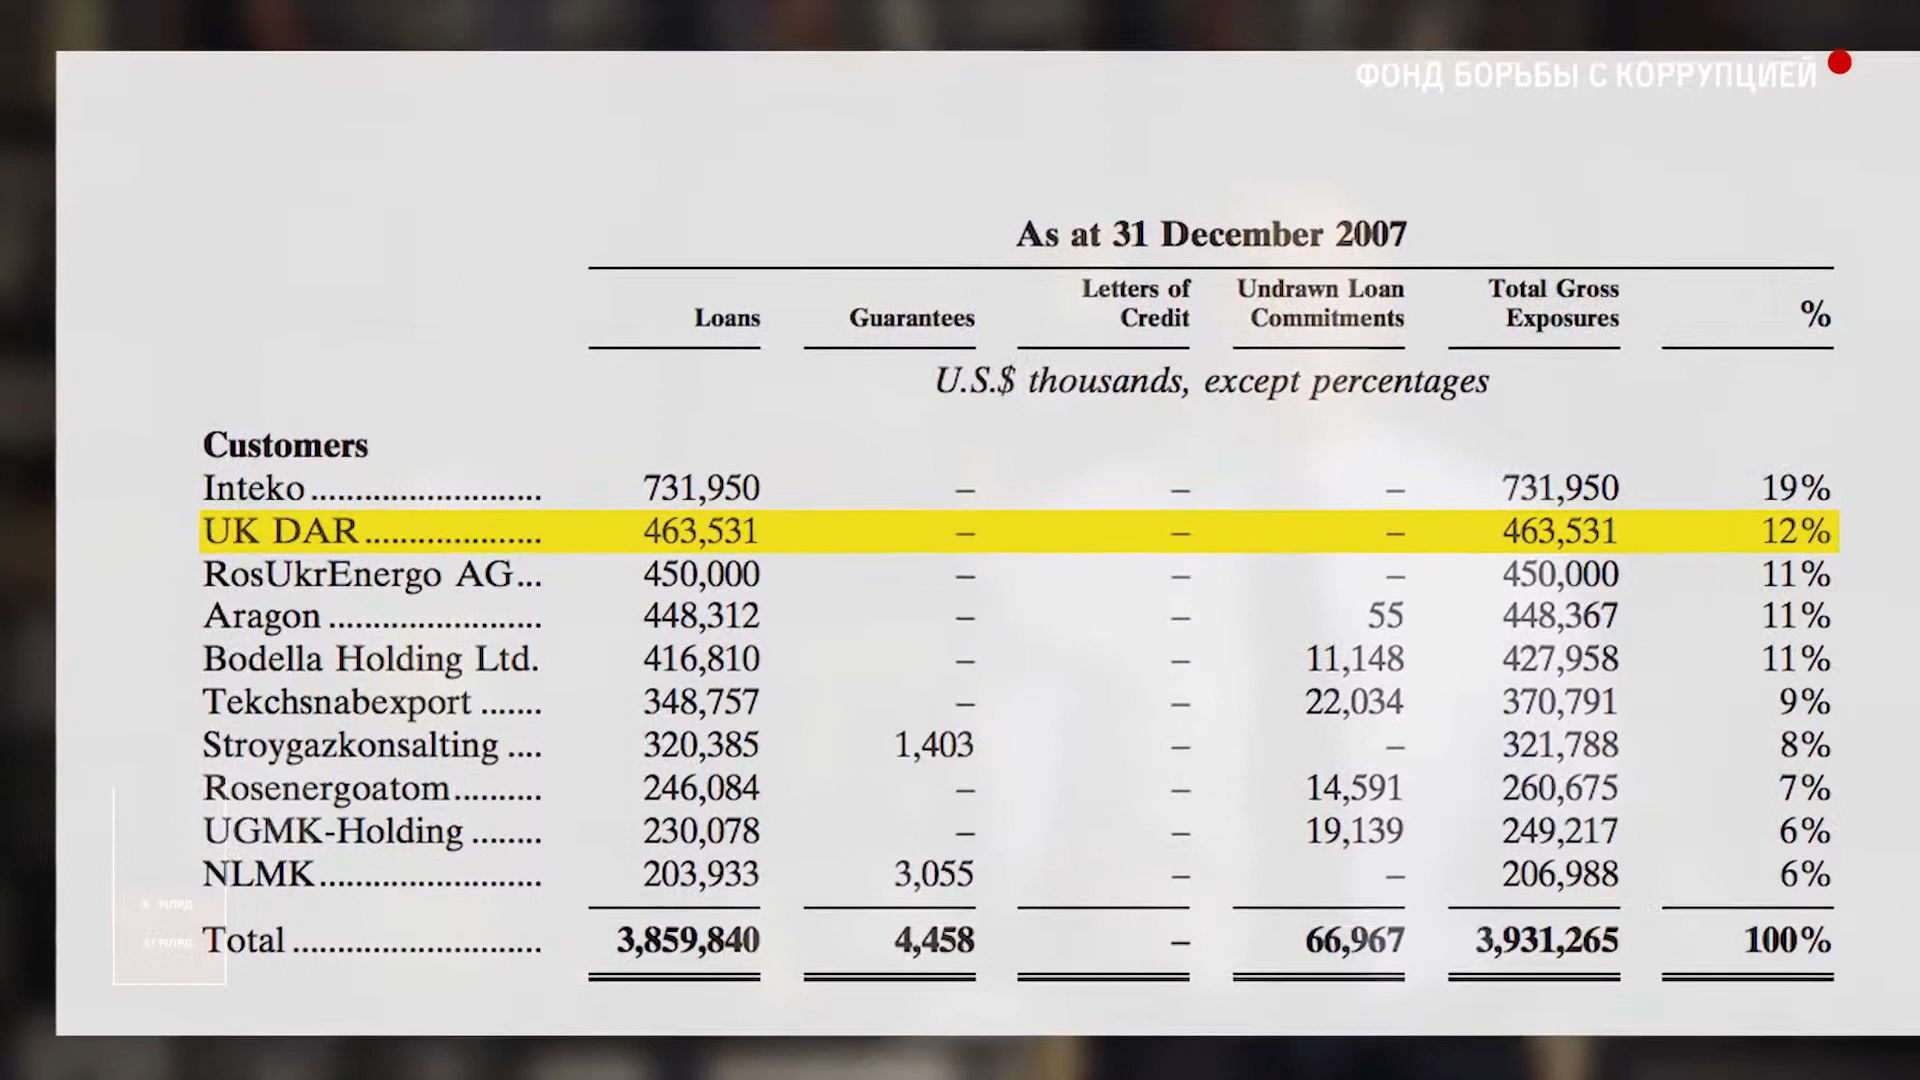 ФОНД БОРЬБЫ С КОРРУПЦИЕЙ
As at 31 December 2007
Loans Guarantees Letters of Credit Undrawn Loan Commitments Total Gross Exposures %
U.S.$ thousands, except percentages
Customers
Inteko.......................... 731,950 – – – 731,950 19%
UK DAR.................... 463,531 – – – 463,531 12%
RosUkrEnergo AG... 450,000 – – – 450,000 11%
Aragon ........................ 448,312 – – 55 448,367 11%
Bodella Holding Ltd. 416,810 – – 11,148 427,958 11%
Tekchsnabexport ....... 348,757 – – 22,034 370,791 9%
Stroygazkonsalting .... 320,385 1,403 – – 321,788 8%
Rosenergoatom.......... 246,084 – – 14,591 260,675 7%
UGMK-Holding ........ 230,078 – – 19,139 249,217 6%
NLMK......................... 203,933 3,055 – – 206,988 6%
Total ............................ 3,859,840 4,458 – 66,967 3,931,265 100%
МЛРД
МЛРД